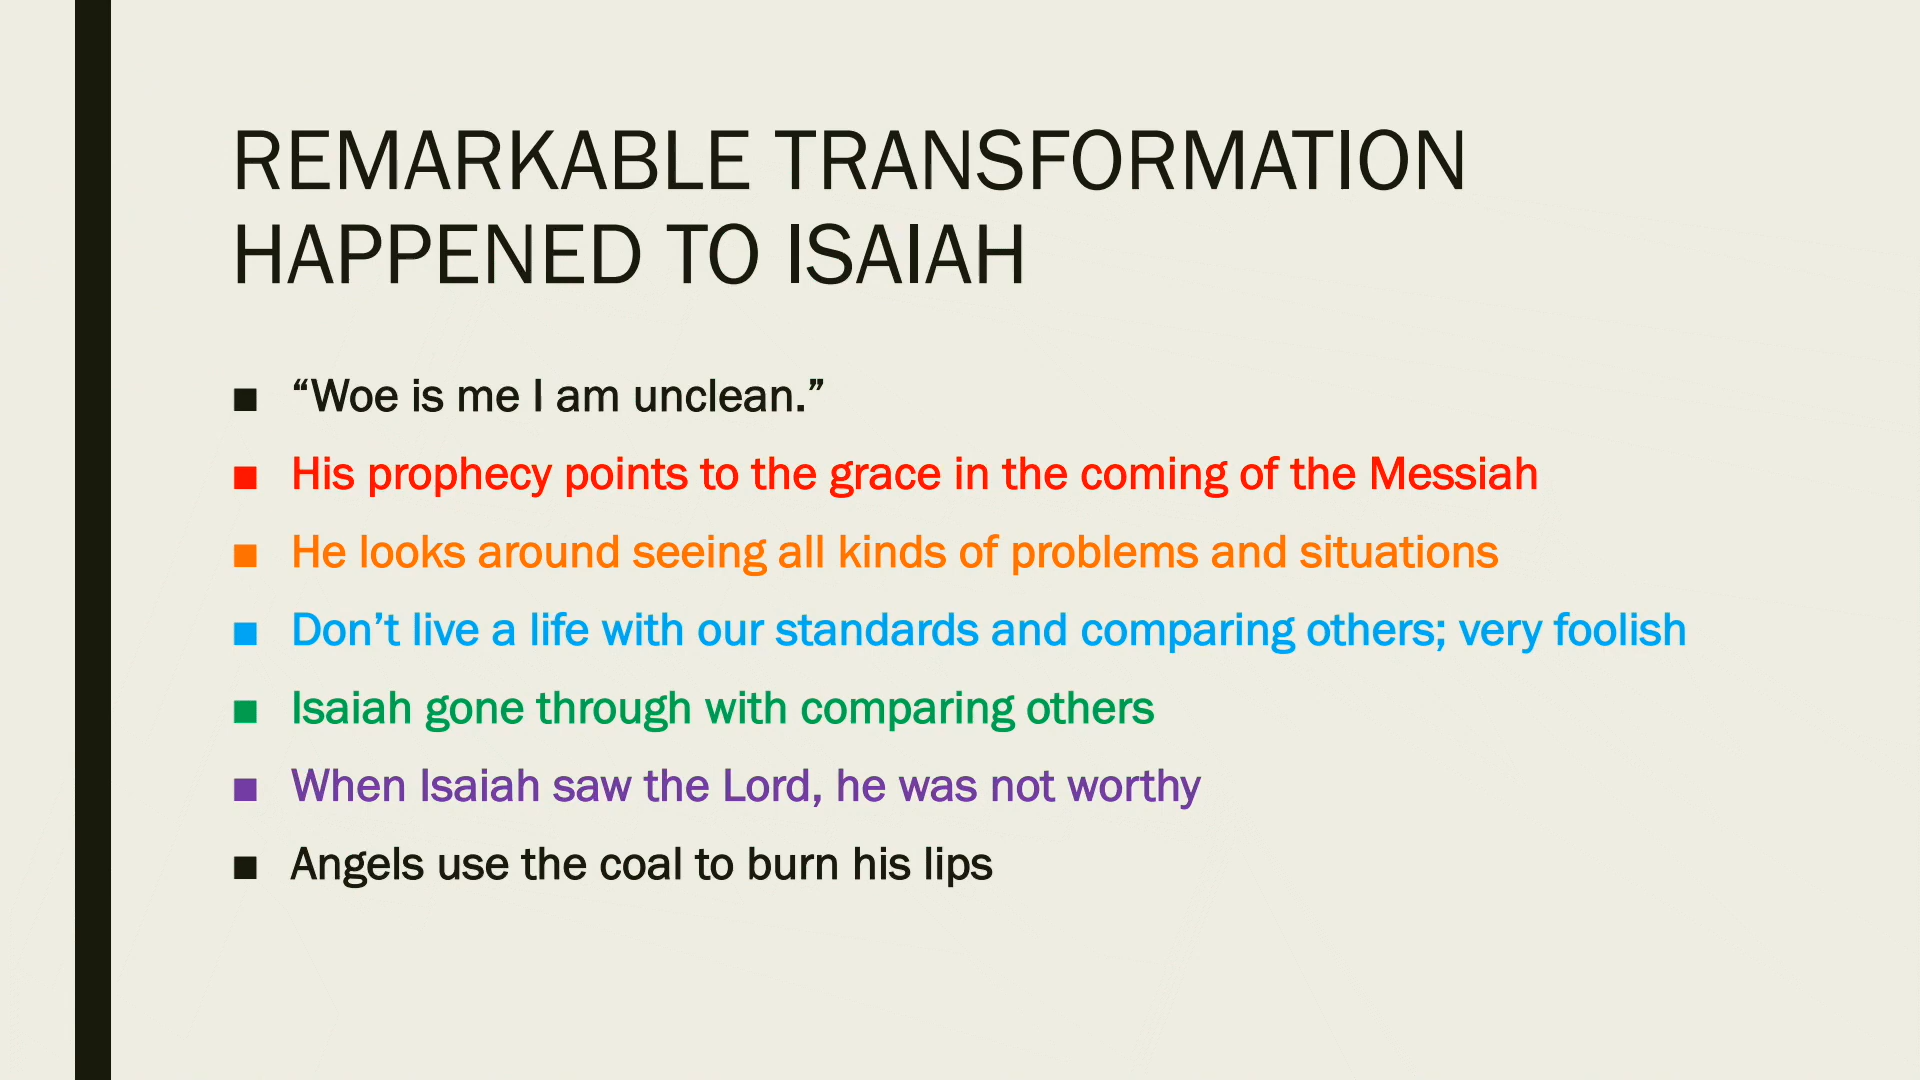 REMARKABLE TRANSFORMATION
HAPPENED TO ISAIAH
■ “Woe is me I am unclean.”
■ His prophecy points to the grace in the coming of the Messiah
■ He looks around seeing all kinds of problems and situations
■ Don’t live a life with our standards and comparing others; very foolish
■ Isaiah gone through with comparing others
■ When Isaiah saw the Lord, he was not worthy
■ Angels use the coal to burn his lips